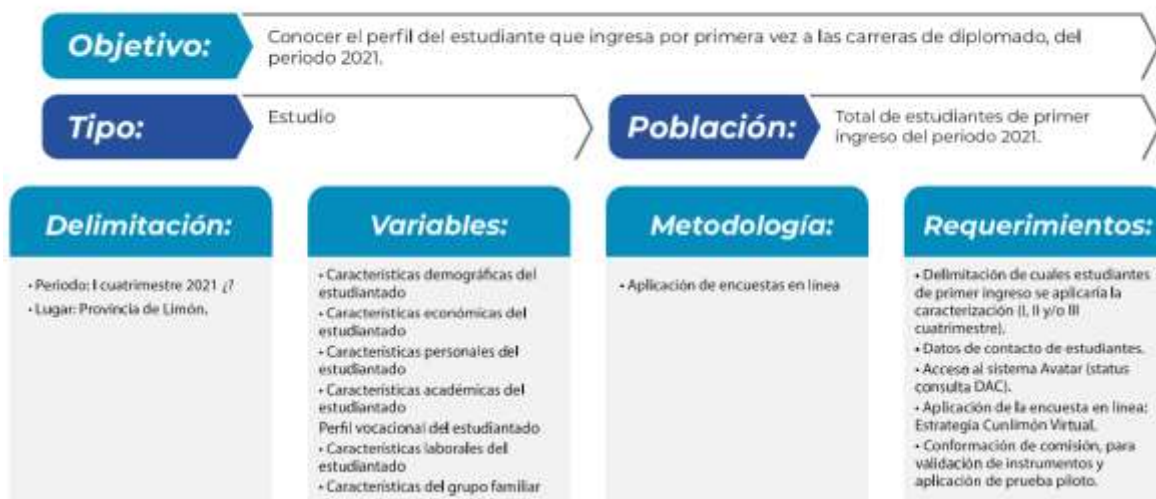 Objetivo:
Conocer el perfil del estudiante que ingresa por primera vez a las carreras de diplomado, del
periodo 2021.
Tipo:
Estudio
Población:
Total de estudiantes de primer
ingreso del periodo 2021.
Delimitación:
• Periodo: I cuatrimestre 2021 ¿?
• Lugar: Provincia de Limón.
Variables:
• Características demográficas del
estudiantado
• Características económicas del
estudiantado
• Características personales del
estudiantado
• Características académicas del
estudiantado
Perfil vocacional del estudiantado
• Características laborales del
estudiantado
• Características del grupo familiar
Metodología:
• Aplicación de encuestas en línea
Requerimientos:
• Delimitación de cuales estudiantes
de primer ingreso se aplicaría la
caracterización (I, II y/o III
cuatrimestre).
• Datos de contacto de estudiantes.
• Acceso al sistema Avatar (status
consulta DAC).
• Aplicación de la encuesta en línea:
Estrategia Cunlimón Virtual.
• Conformación de comisión, para
validación de instrumentos y
aplicación de prueba piloto.